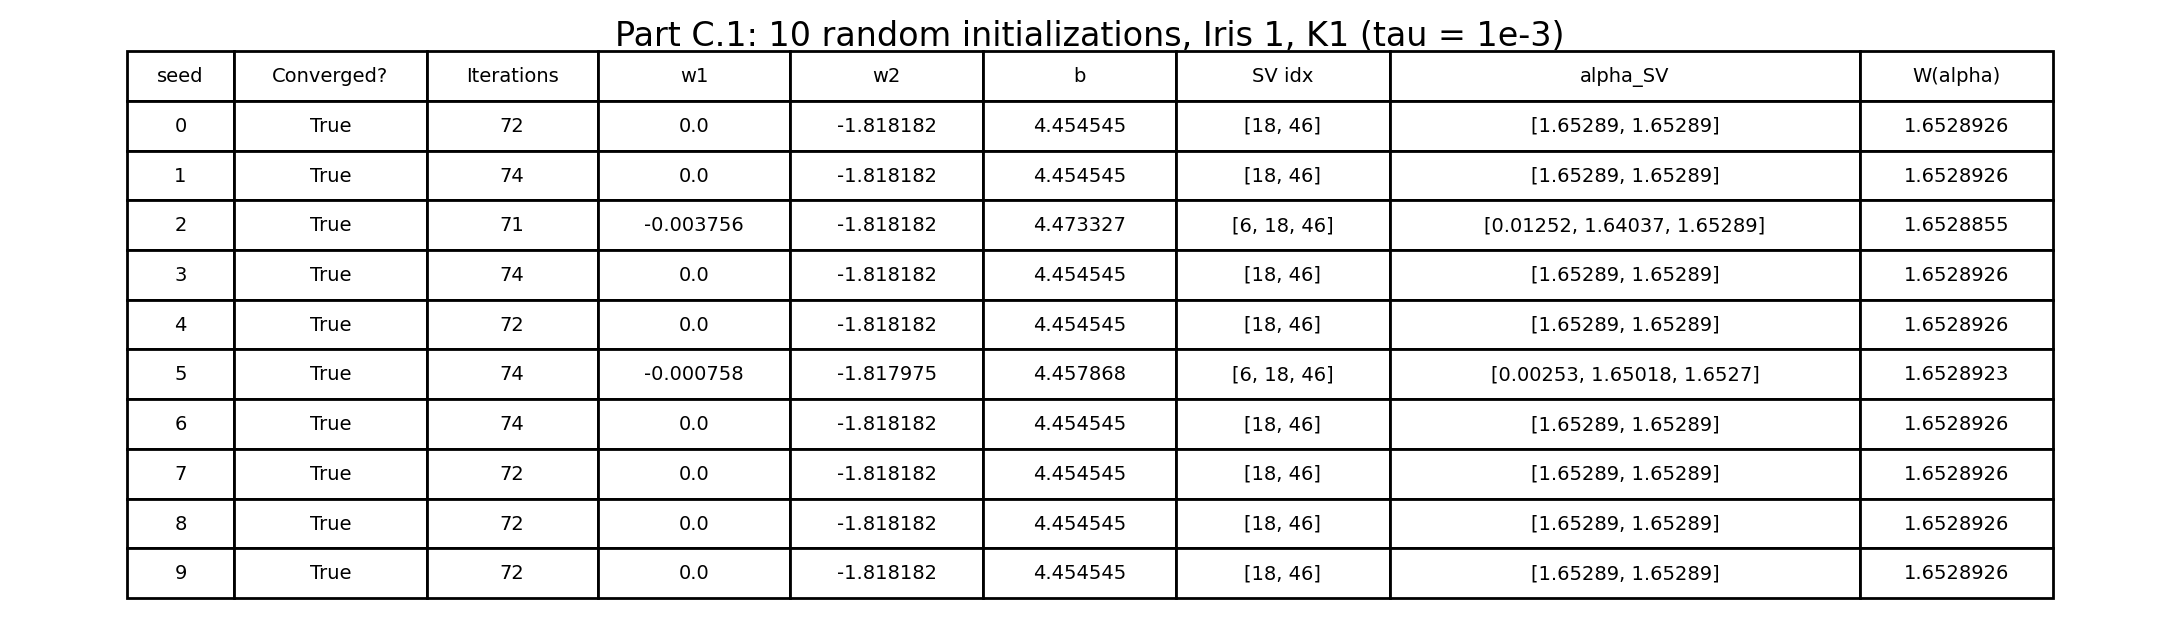 Part C.1: 10 random initializations, Iris 1, K1 (tau = 1e-3)
seed Converged? Iterations w1 w2 b SV idx alpha_SV W(alpha)
0 True 72 0.0 -1.818182 4.454545 [18, 46] [1.65289, 1.65289] 1.6528926
1 True 74 0.0 -1.818182 4.454545 [18, 46] [1.65289, 1.65289] 1.6528926
2 True 71 -0.003756 -1.818182 4.473327 [6, 18, 46] [0.01252, 1.64037, 1.65289] 1.6528855
3 True 74 0.0 -1.818182 4.454545 [18, 46] [1.65289, 1.65289] 1.6528926
4 True 72 0.0 -1.818182 4.454545 [18, 46] [1.65289, 1.65289] 1.6528926
5 True 74 -0.000758 -1.817975 4.457868 [6, 18, 46] [0.00253, 1.65018, 1.6527] 1.6528923
6 True 74 0.0 -1.818182 4.454545 [18, 46] [1.65289, 1.65289] 1.6528926
7 True 72 0.0 -1.818182 4.454545 [18, 46] [1.65289, 1.65289] 1.6528926
8 True 72 0.0 -1.818182 4.454545 [18, 46] [1.65289, 1.65289] 1.6528926
9 True 72 0.0 -1.818182 4.454545 [18, 46] [1.65289, 1.65289] 1.6528926